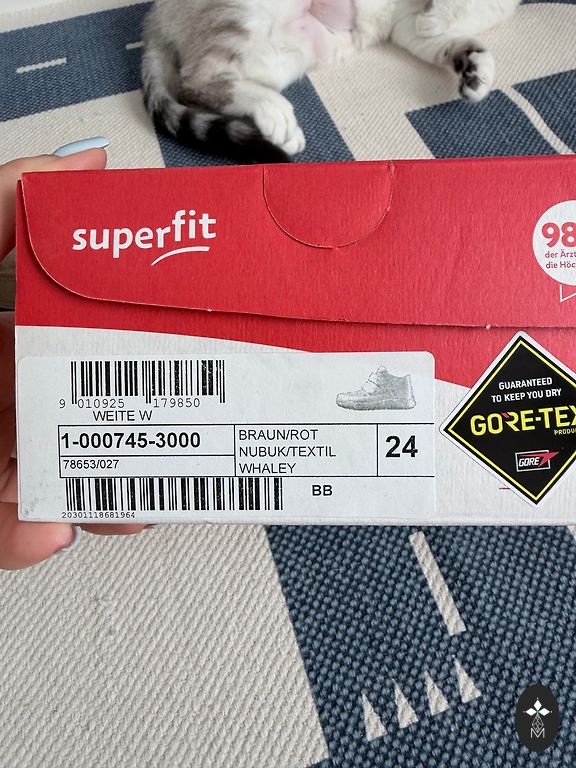 superfit
98
der Ärzt
die Höc
GUARANTEED
TO KEEP YOU DRY
GORE-TEX
PRODU
GORE
9 010925 179850
WEITE W
1-000745-3000
78653/027
BRAUN/ROT
NUBUK/TEXTIL
WHALEY
24
BB
20301118681964
M